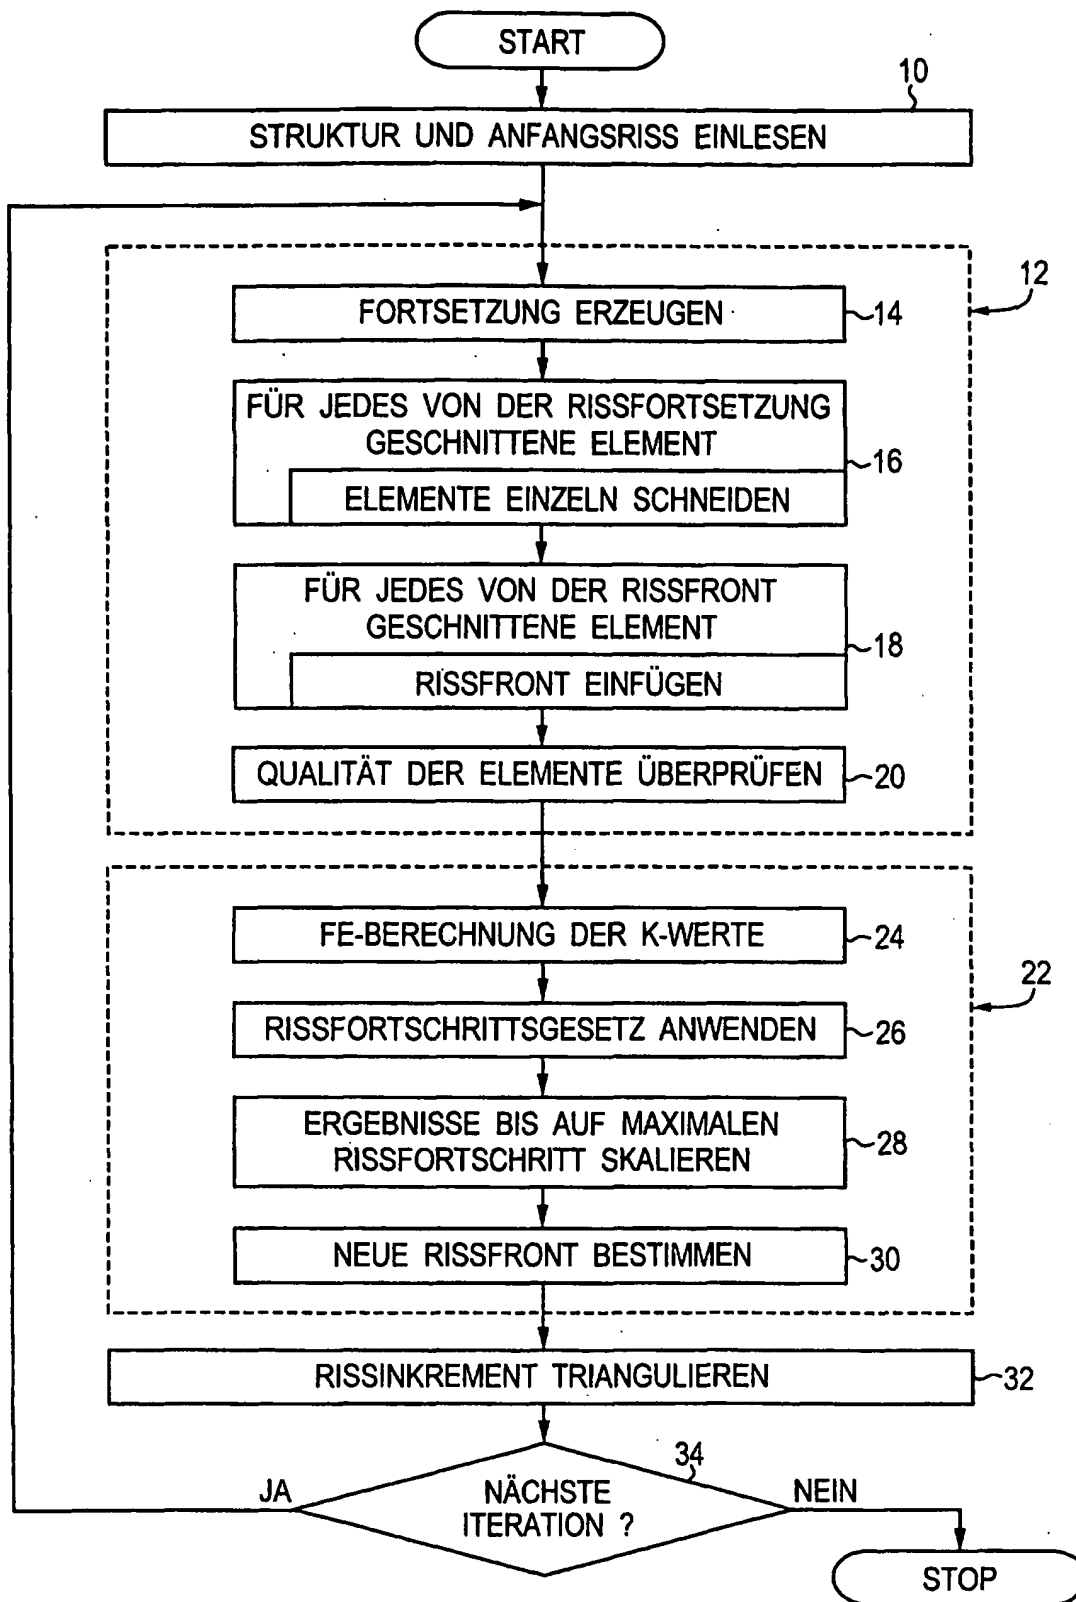 START
10
STRUKTUR UND ANFANGSRISS EINLESEN
12
FORTSETZUNG ERZEUGEN
14
FÜR JEDES VON DER RISSFORTSETZUNG
GESCHNITTENE ELEMENT
16
ELEMENTE EINZELN SCHNEIDEN
FÜR JEDES VON DER RISSFRONT
GESCHNITTENE ELEMENT
18
RISSFRONT EINFÜGEN
QUALITÄT DER ELEMENTE ÜBERPRÜFEN
20
FE-BERECHNUNG DER K-WERTE
24
22
RISSFORTSCHRITTSGESETZ ANWENDEN
26
ERGEBNISSE BIS AUF MAXIMALEN
RISSFORTSCHRITT SKALIEREN
28
NEUE RISSFRONT BESTIMMEN
30
RISSINKREMENT TRIANGULIEREN
32
34
JA
NÄCHSTE
ITERATION ?
NEIN
STOP